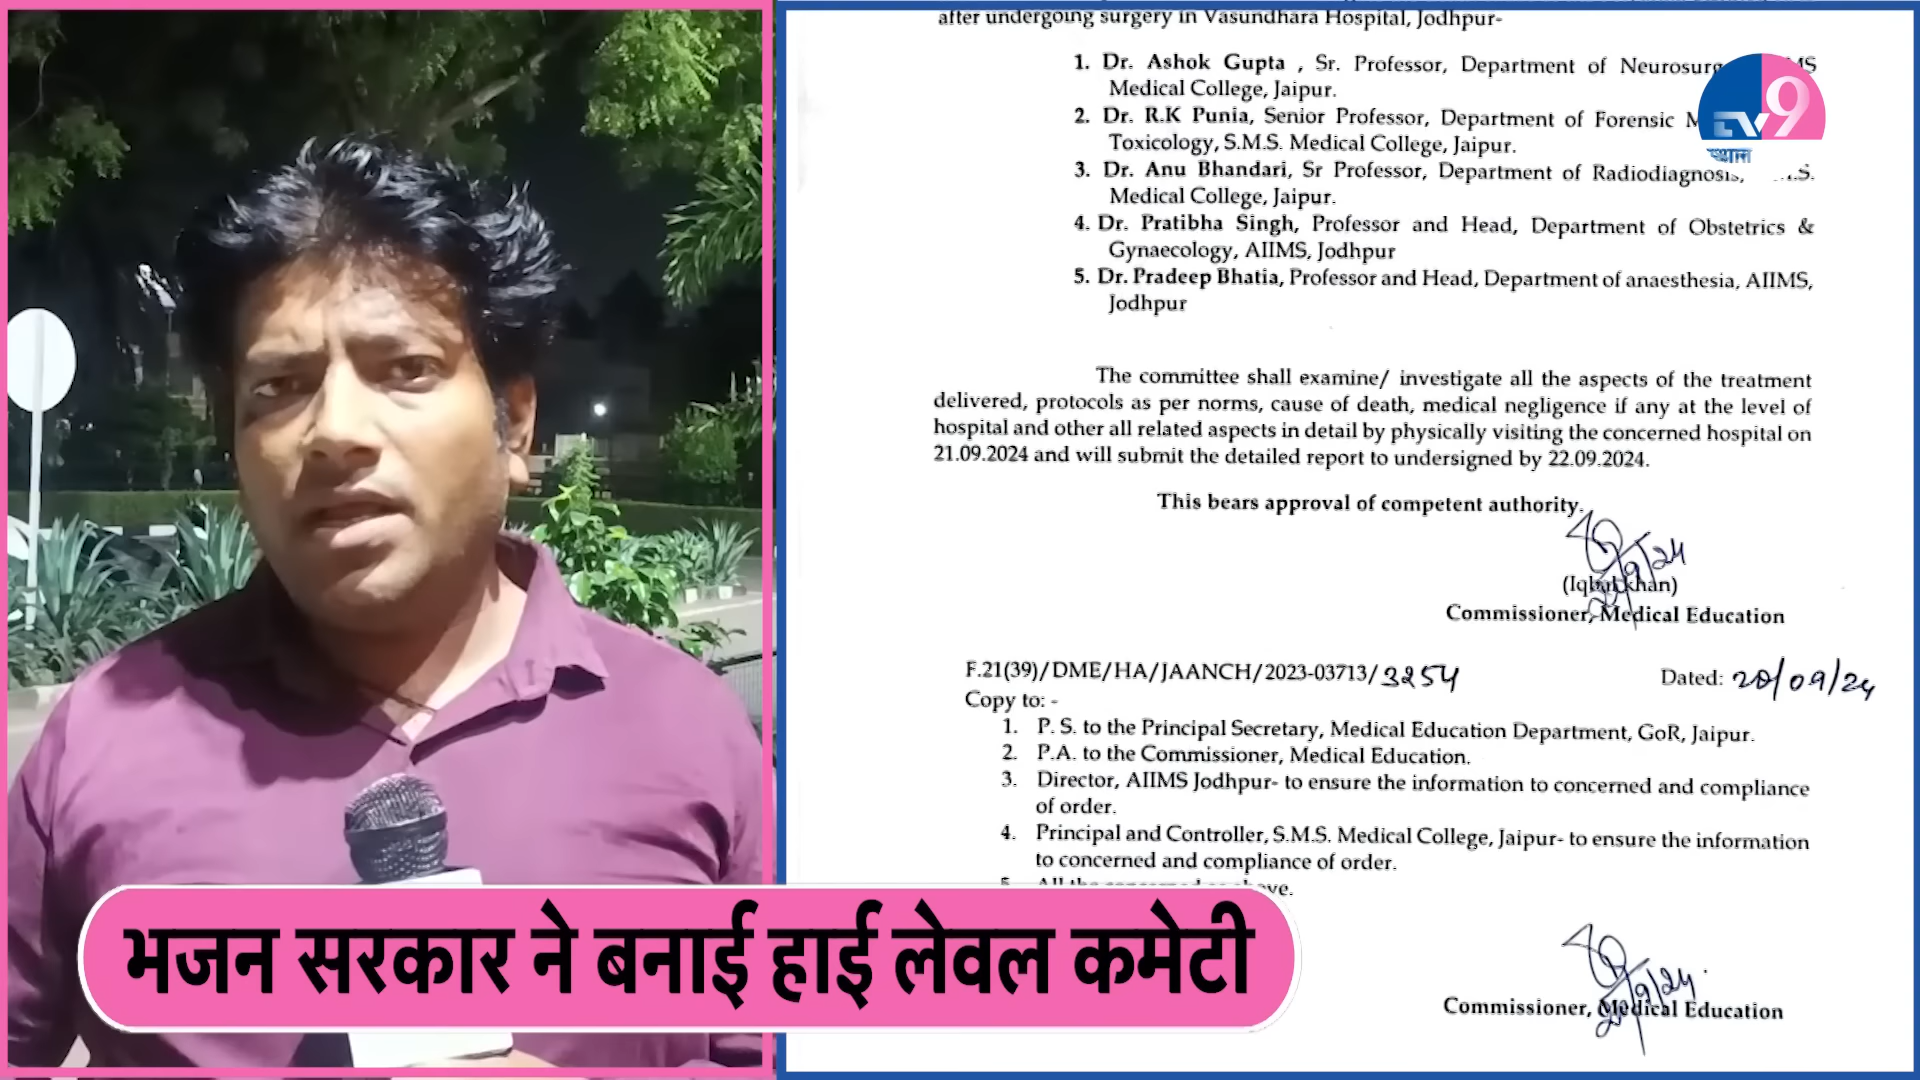 after undergoing surgery in Vasundhara Hospital, Jodhpur-
1. Dr. Ashok Gupta , Sr. Professor, Department of
Medical College, Jaipur.
2. Dr. R.K Punia, Senior Professor, Department of Forensic
Toxicology, S.M.S. Medical College, Jaipur.
3. Dr. Anu Bhandari, Sr Professor, Department of Radiodiagnosis,
Medical College, Jaipur.
4. Dr. Pratibha Singh, Professor and Head, Department of Obstetrics &
Gynaecology, AIIMS, Jodhpur
5. Dr. Pradeep Bhatia, Professor and Head, Department of anaesthesia, AIIMS,
Jodhpur
TV9
The committee shall examine/ investigate all the aspects of the treatment
delivered, protocols as per norms, cause of death, medical negligence if any at the level of
hospital and other all related aspects in detail by physically visiting the concerned hospital on
21.09.2024 and will submit the detailed report to undersigned by 22.09.2024.
This bears approval of competent authority.
(Iqbal khan)
Commissioner, Medical Education
F.21(39)/DME/HA/JAANCH/2023-03713/3254
Dated: 20/09/24
Copy to: -
1. P. S. to the Principal Secretary, Medical Education Department, GoR, Jaipur.
2. P.A. to the Commissioner, Medical Education.
3. Director, AIIMS Jodhpur- to ensure the information to concerned and compliance
of order.
4. Principal and Controller, S.M.S. Medical College, Jaipur- to ensure the information
to concerned and compliance of order.
5. All the concerned as above.
Commissioner, Medical Education
भजन सरकार ने बनाई हाई लेवल कमेटी